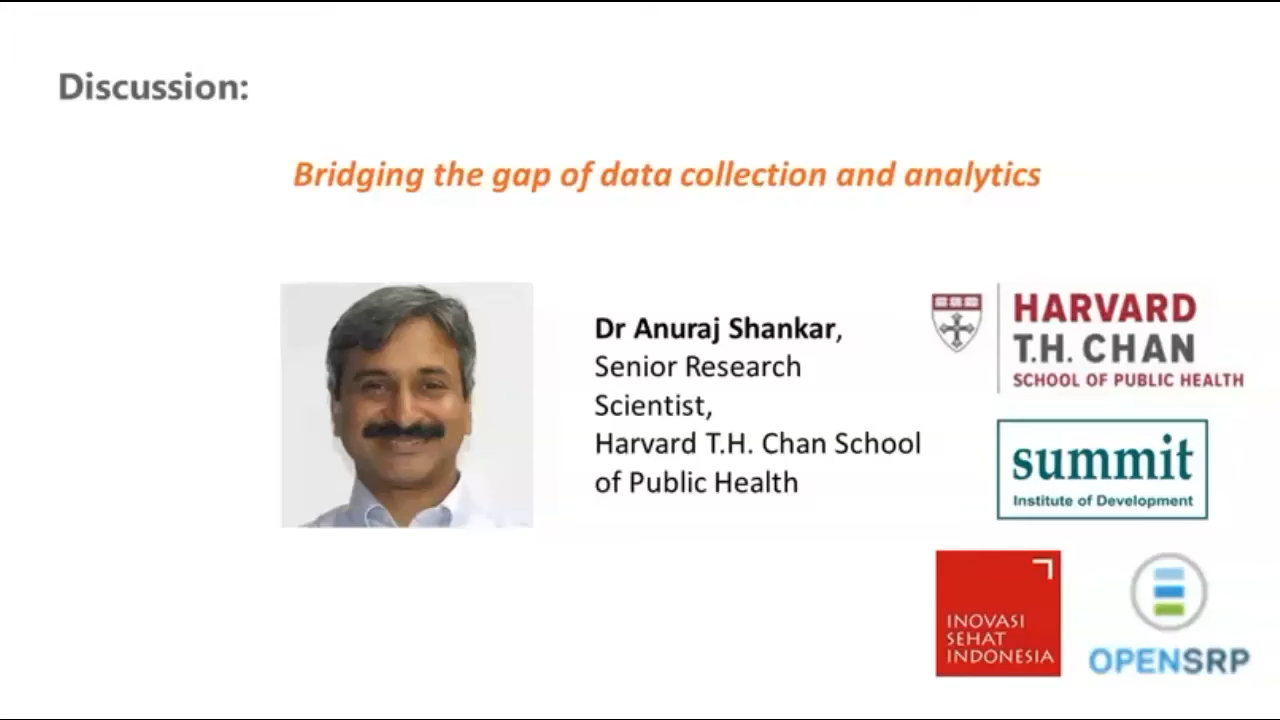 Discussion:
Bridging the gap of data collection and analytics
Dr Anuraj Shankar,
Senior Research
Scientist,
Harvard T.H. Chan School
of Public Health
HARVARD
T.H. CHAN
SCHOOL OF PUBLIC HEALTH
summit
Institute of Development
INOVASI
SEHAT
INDONESIA
OPENSRP